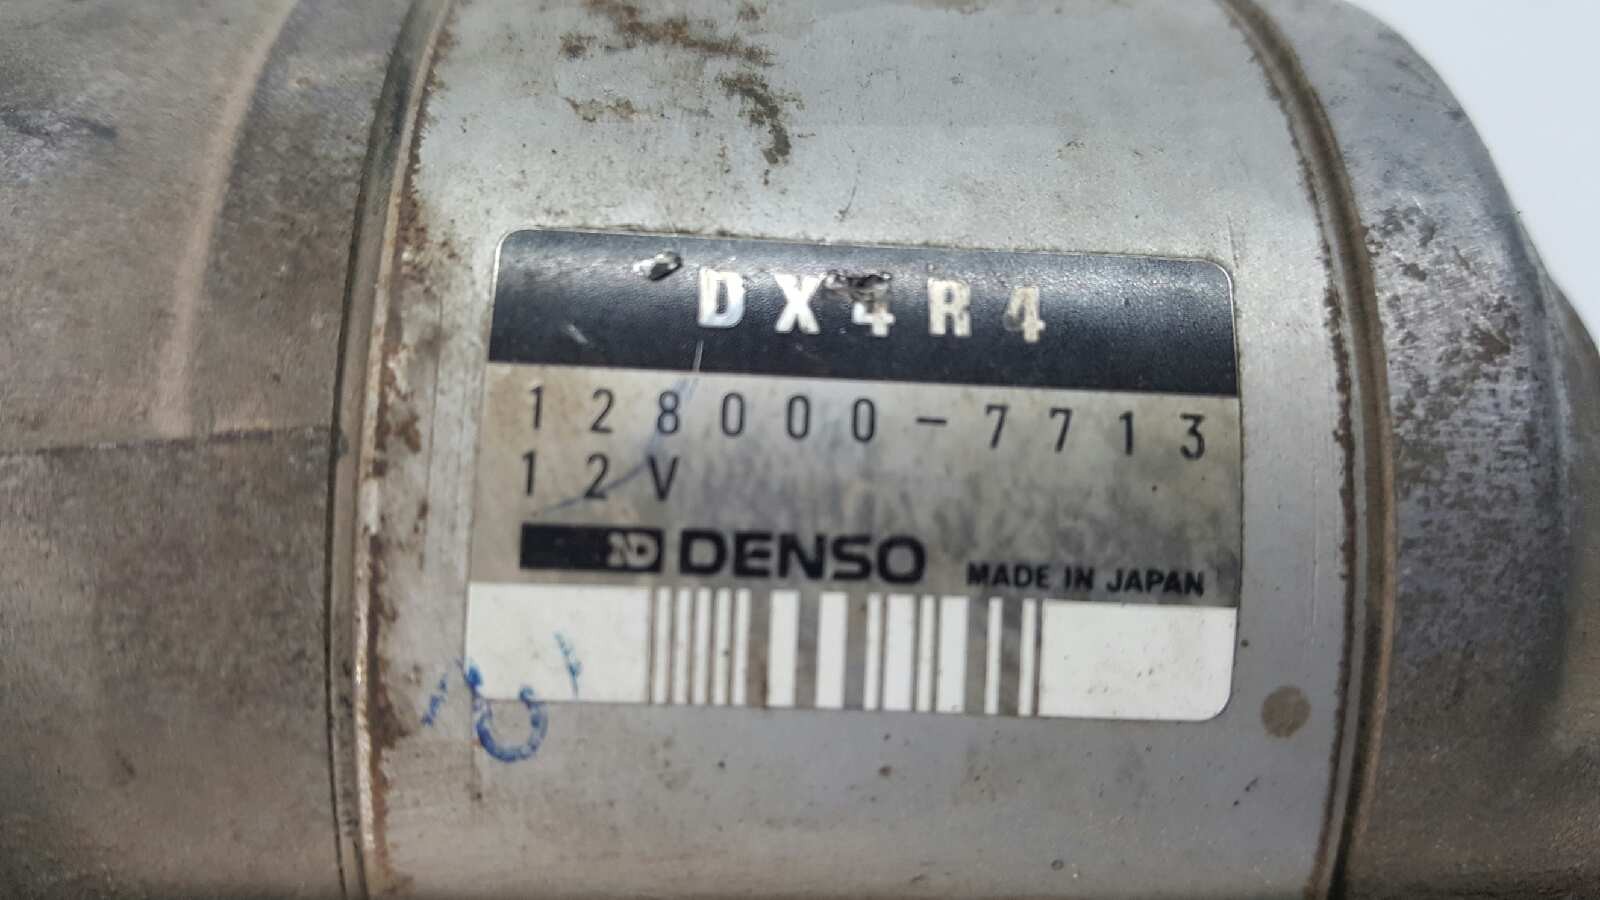 DX4R4
128000-7713
12V
ND DENSO MADE IN JAPAN